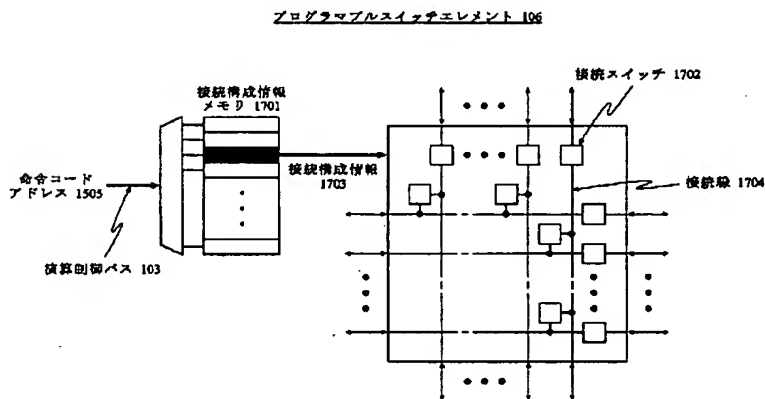 プログラマブルスイッチエレメント 106
接続構成情報
メモリ 1701
接続スイッチ 1702
命令コード
アドレス 1505
接続構成情報
1703
接続線 1704
演算制御バス 103